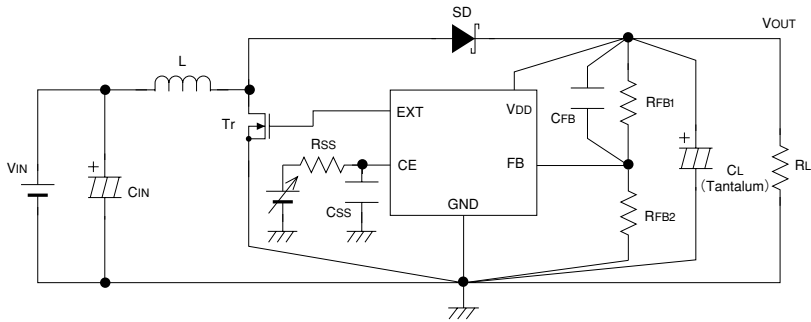 SD
VOUT
L
EXT
VDD
CFB
RFB1
Tr
RSS
VIN
CIN
CE
FB
CL
(Tantalum)
RL
CSS
GND
RFB2